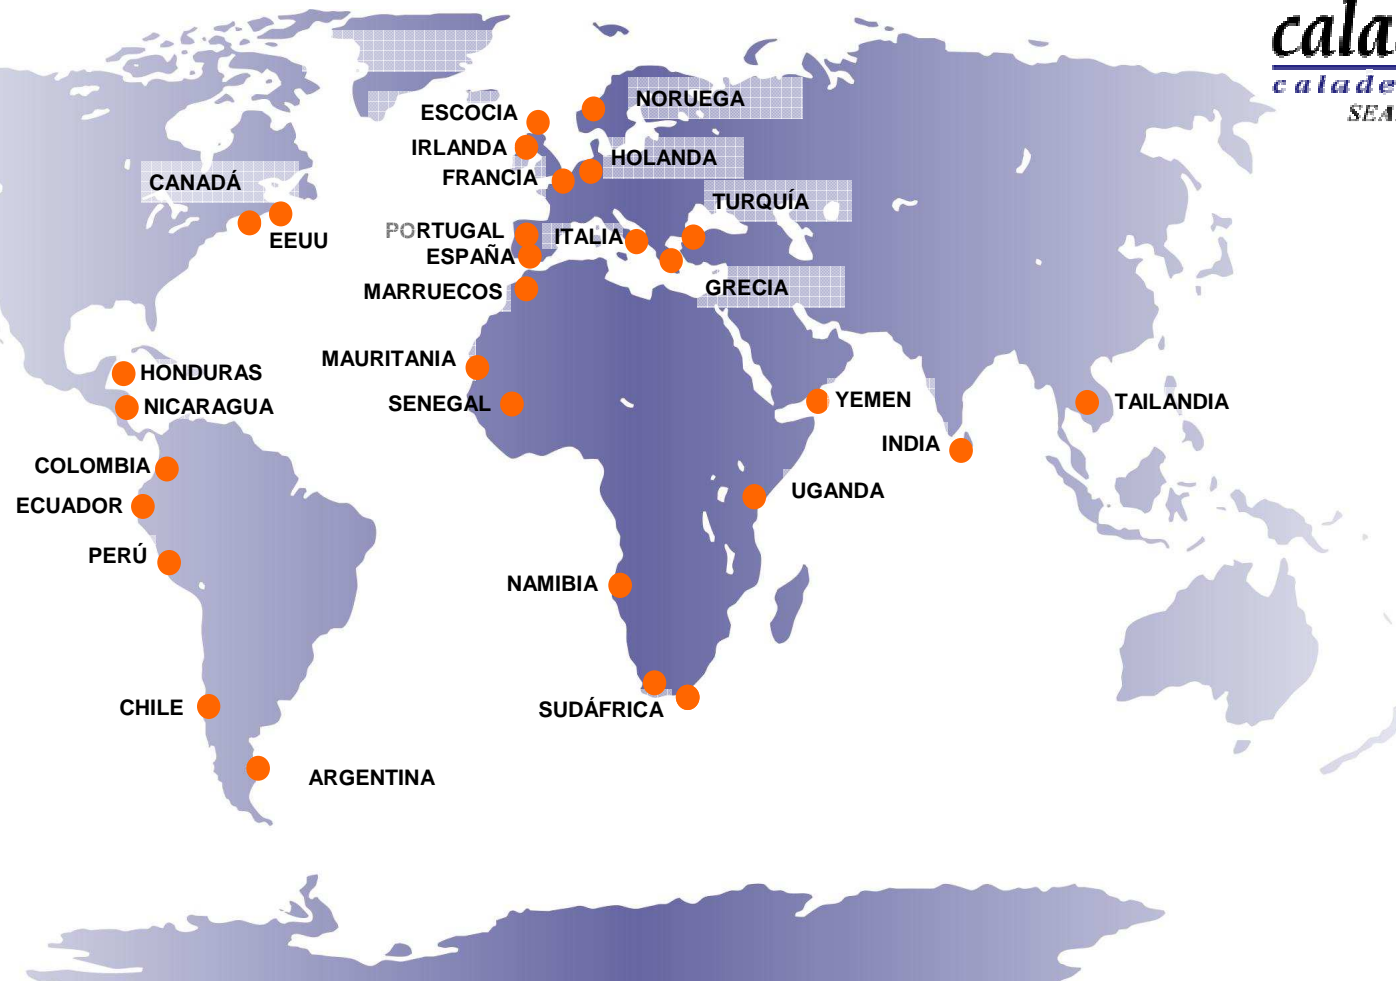 cala
calade
SEA
NORUEGA
ESCOCIA
IRLANDA
HOLANDA
FRANCIA
CANADÁ
TURQUÍA
EEUU
PORTUGAL
ITALIA
ESPAÑA
GRECIA
MARRUECOS
MAURITANIA
HONDURAS
SENEGAL
YEMEN
TAILANDIA
NICARAGUA
INDIA
COLOMBIA
UGANDA
ECUADOR
PERÚ
NAMIBIA
CHILE
SUDÁFRICA
ARGENTINA